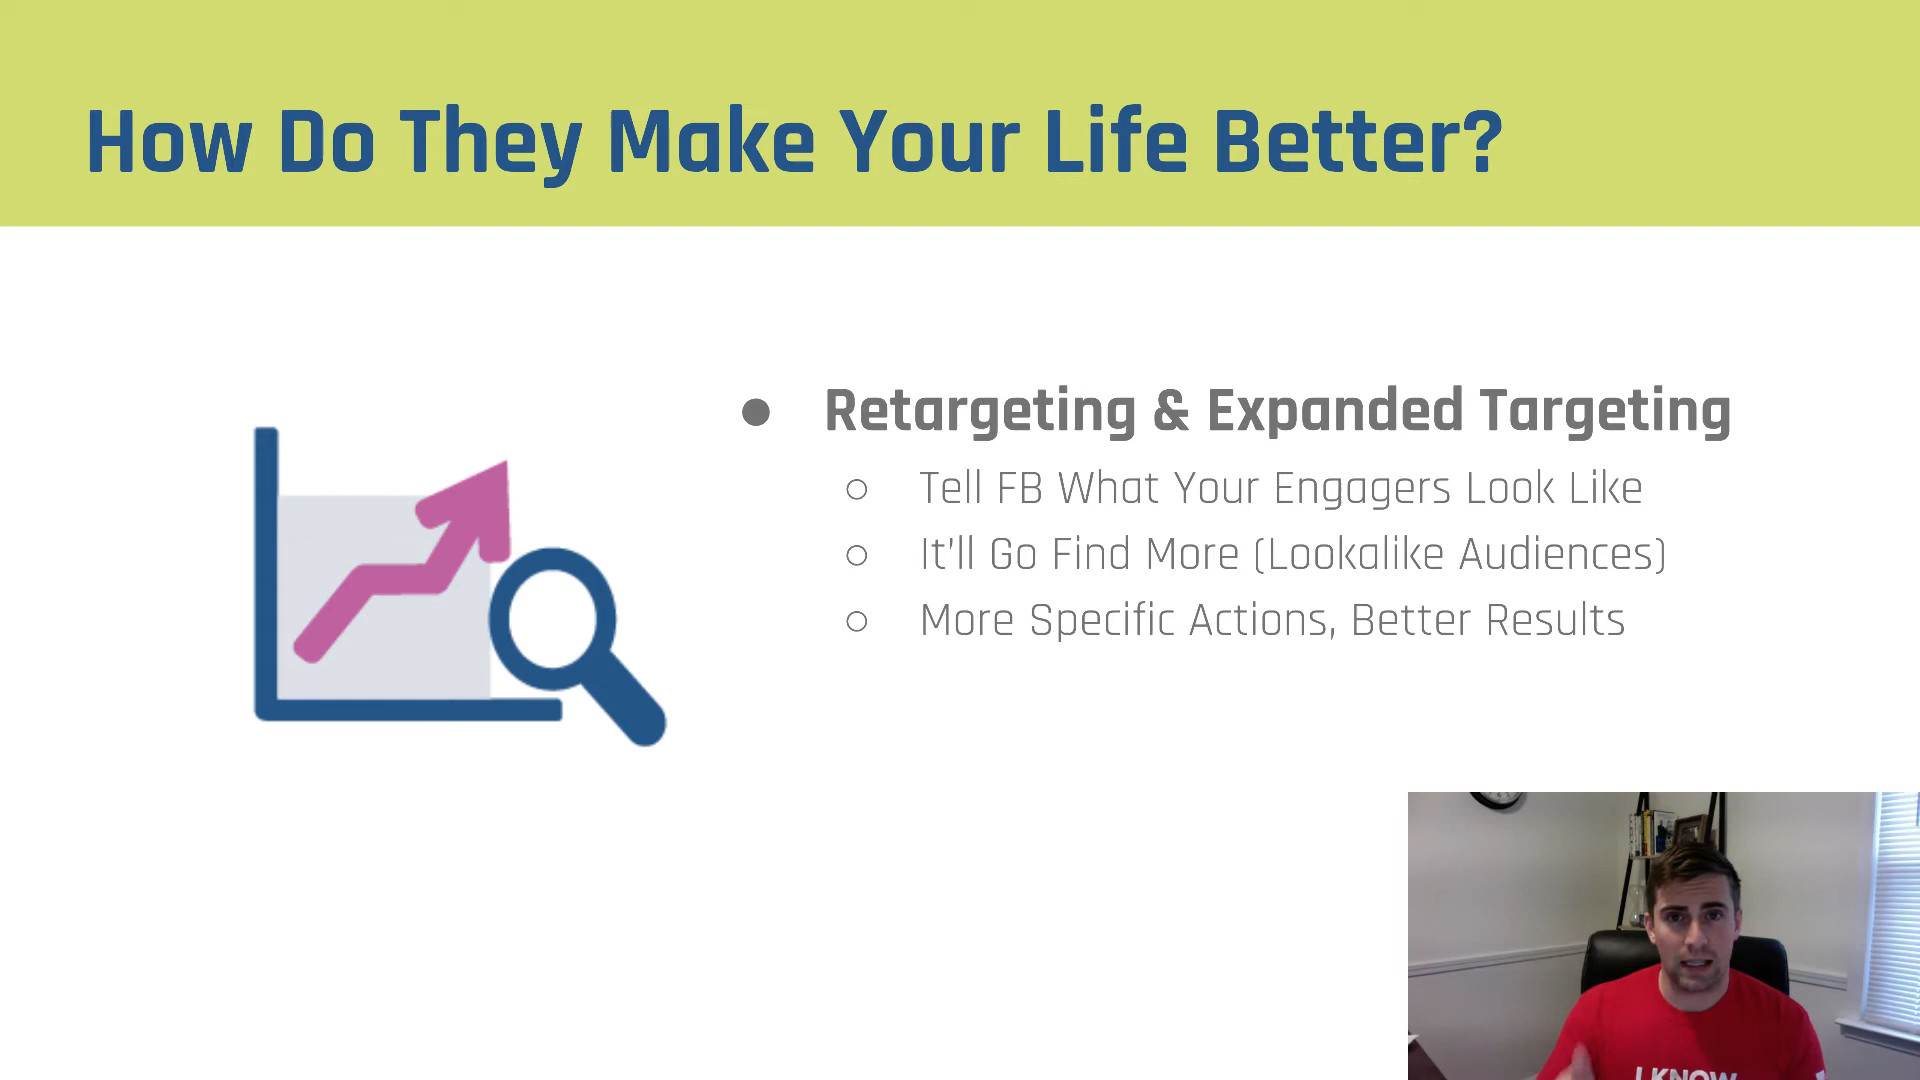 How Do They Make Your Life Better?
● Retargeting & Expanded Targeting
○ Tell FB What Your Engagers Look Like
○ It'll Go Find More (Lookalike Audiences)
○ More Specific Actions, Better Results
I KNOW